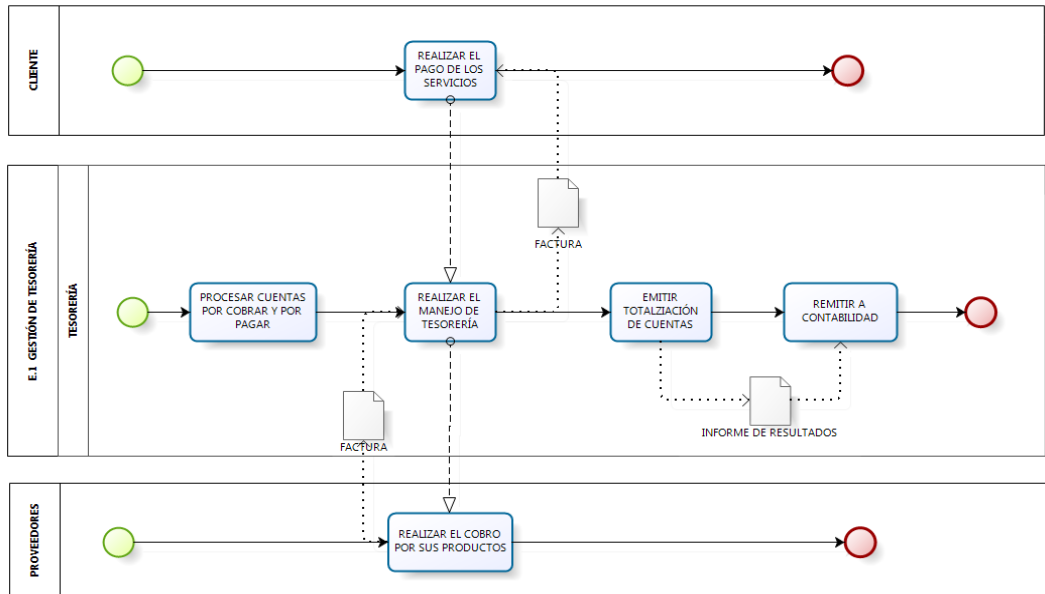 CLIENTE
REALIZAR EL
PAGO DE LOS
SERVICIOS
E.1 GESTIÓN DE TESORERÍA
TESORERÍA
FACTURA
PROCESAR CUENTAS
POR COBRAR Y POR
PAGAR
REALIZAR EL
MANEJO DE
TESORERÍA
EMITIR
TOTALZIACIÓN
DE CUENTAS
REMITIR A
CONTABILIDAD
FACTURA
INFORME DE RESULTADOS
PROVEEDORES
REALIZAR EL COBRO
POR SUS PRODUCTOS